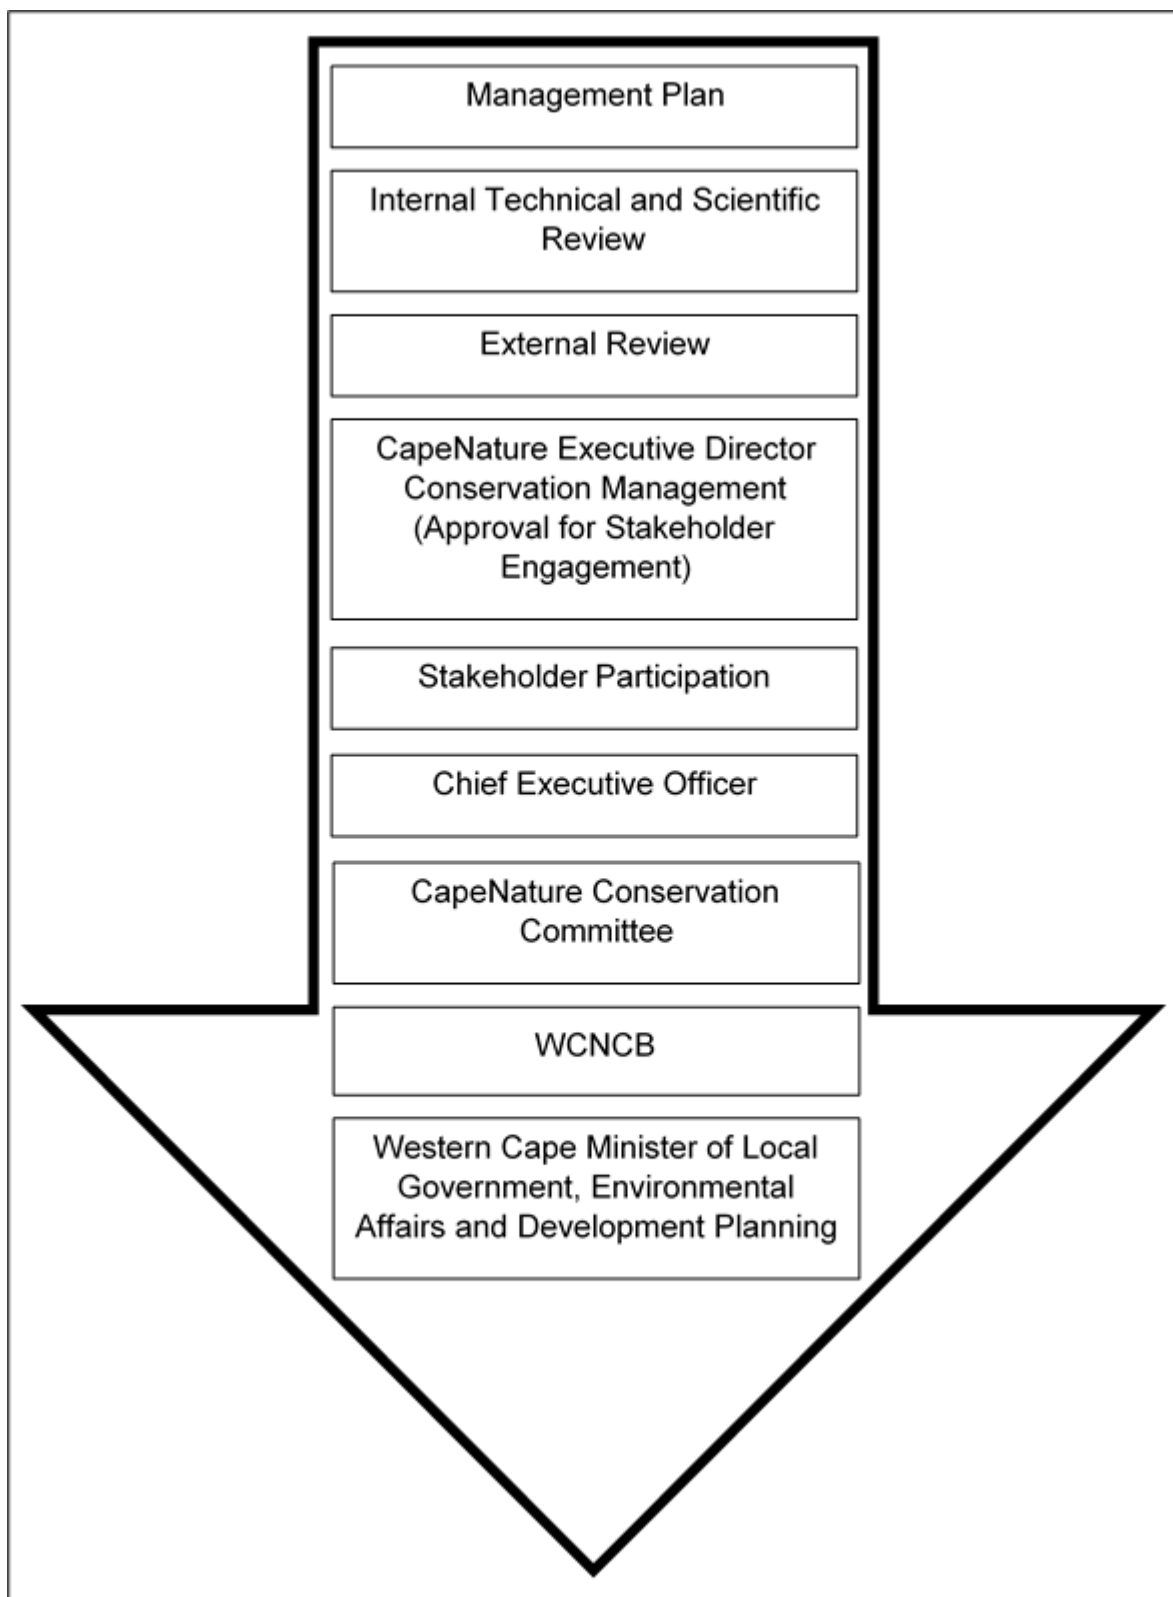 Management Plan
Internal Technical and Scientific
Review
External Review
CapeNature Executive Director
Conservation Management
(Approval for Stakeholder
Engagement)
Stakeholder Participation
Chief Executive Officer
CapeNature Conservation
Committee
WCNCB
Western Cape Minister of Local
Government, Environmental
Affairs and Development Planning